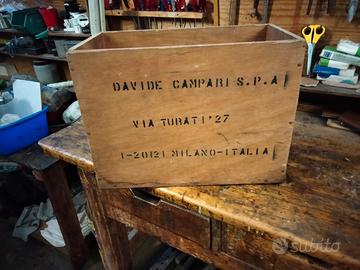 DAVIDE CAMPARI S.P.A
VIA TURATI'27
I-20121 MILANO-ITALIA
subito